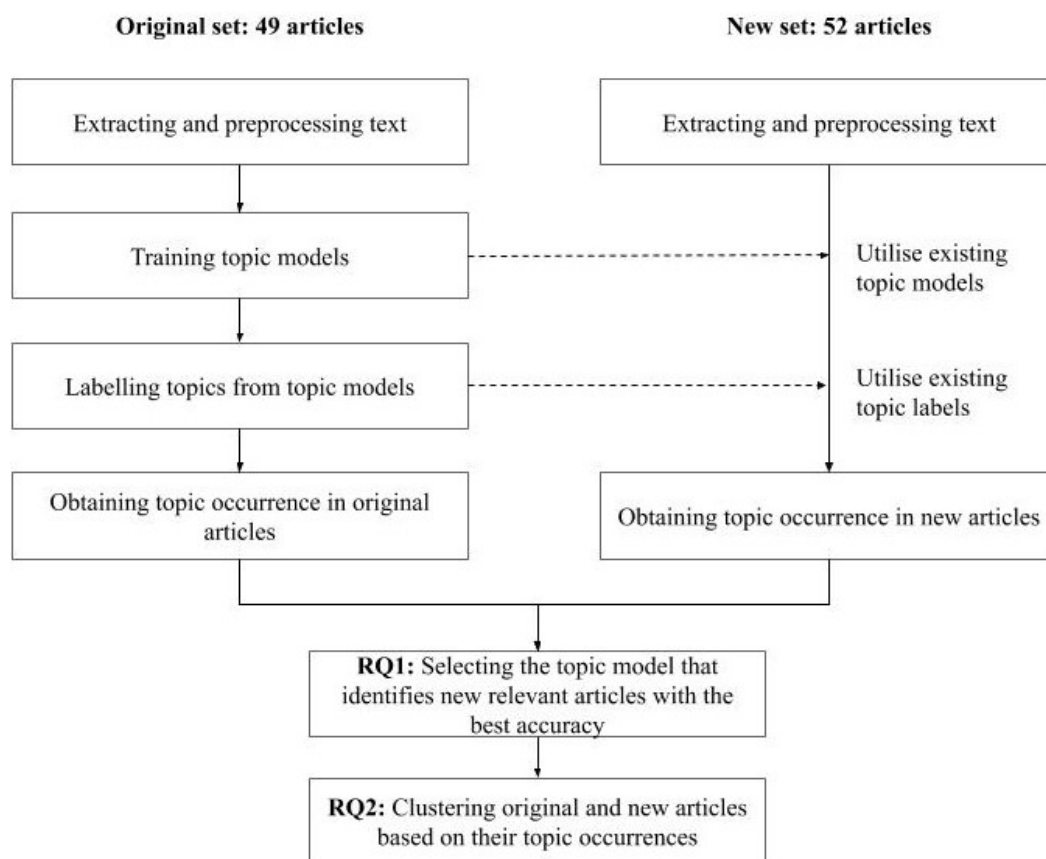 Original set: 49 articles
New set: 52 articles
Extracting and preprocessing text
Extracting and preprocessing text
Training topic models
Utilise existing
topic models
Labelling topics from topic models
Utilise existing
topic labels
Obtaining topic occurrence in original
articles
Obtaining topic occurrence in new articles
RQ1: Selecting the topic model that
identifies new relevant articles with the
best accuracy
RQ2: Clustering original and new articles
based on their topic occurrences